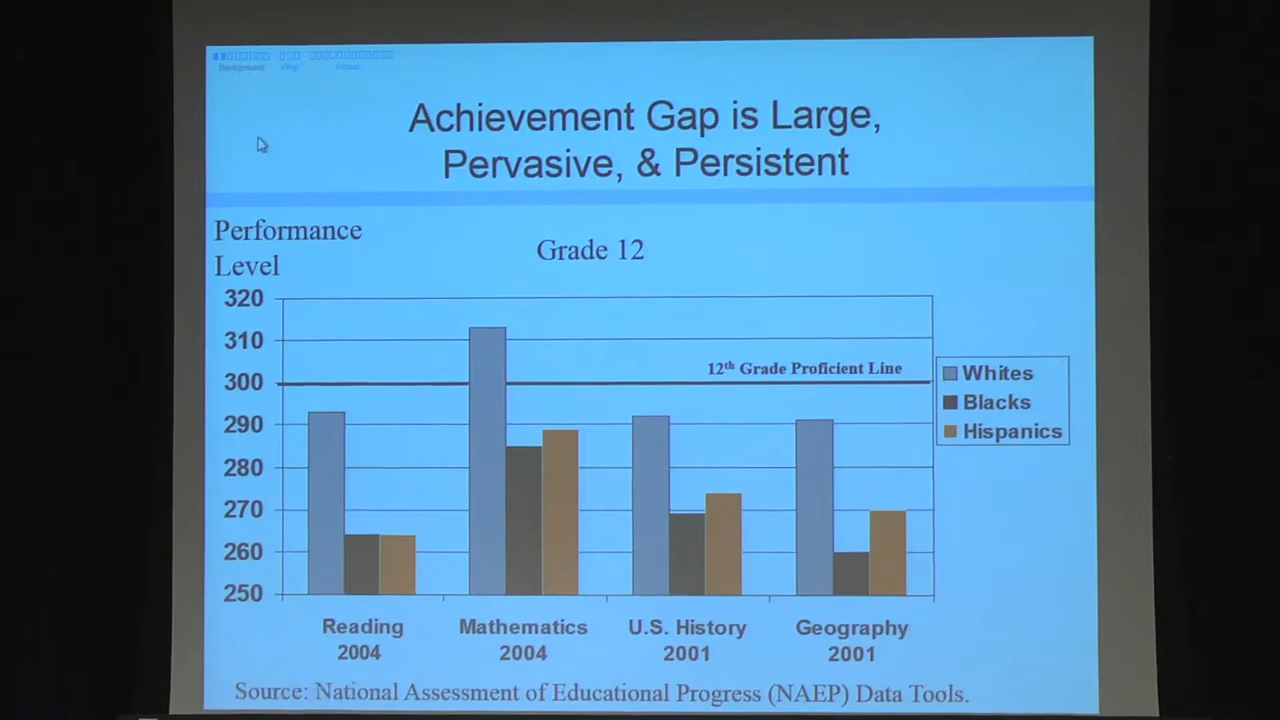 Background Why
Achievement Gap is Large,
Pervasive, & Persistent
Performance
Level
Grade 12
320
310
300
290
280
270
260
250
12th Grade Proficient Line
Whites
Blacks
Hispanics
Reading
2004
Mathematics
2004
U.S. History
2001
Geography
2001
Source: National Assessment of Educational Progress (NAEP) Data Tools.